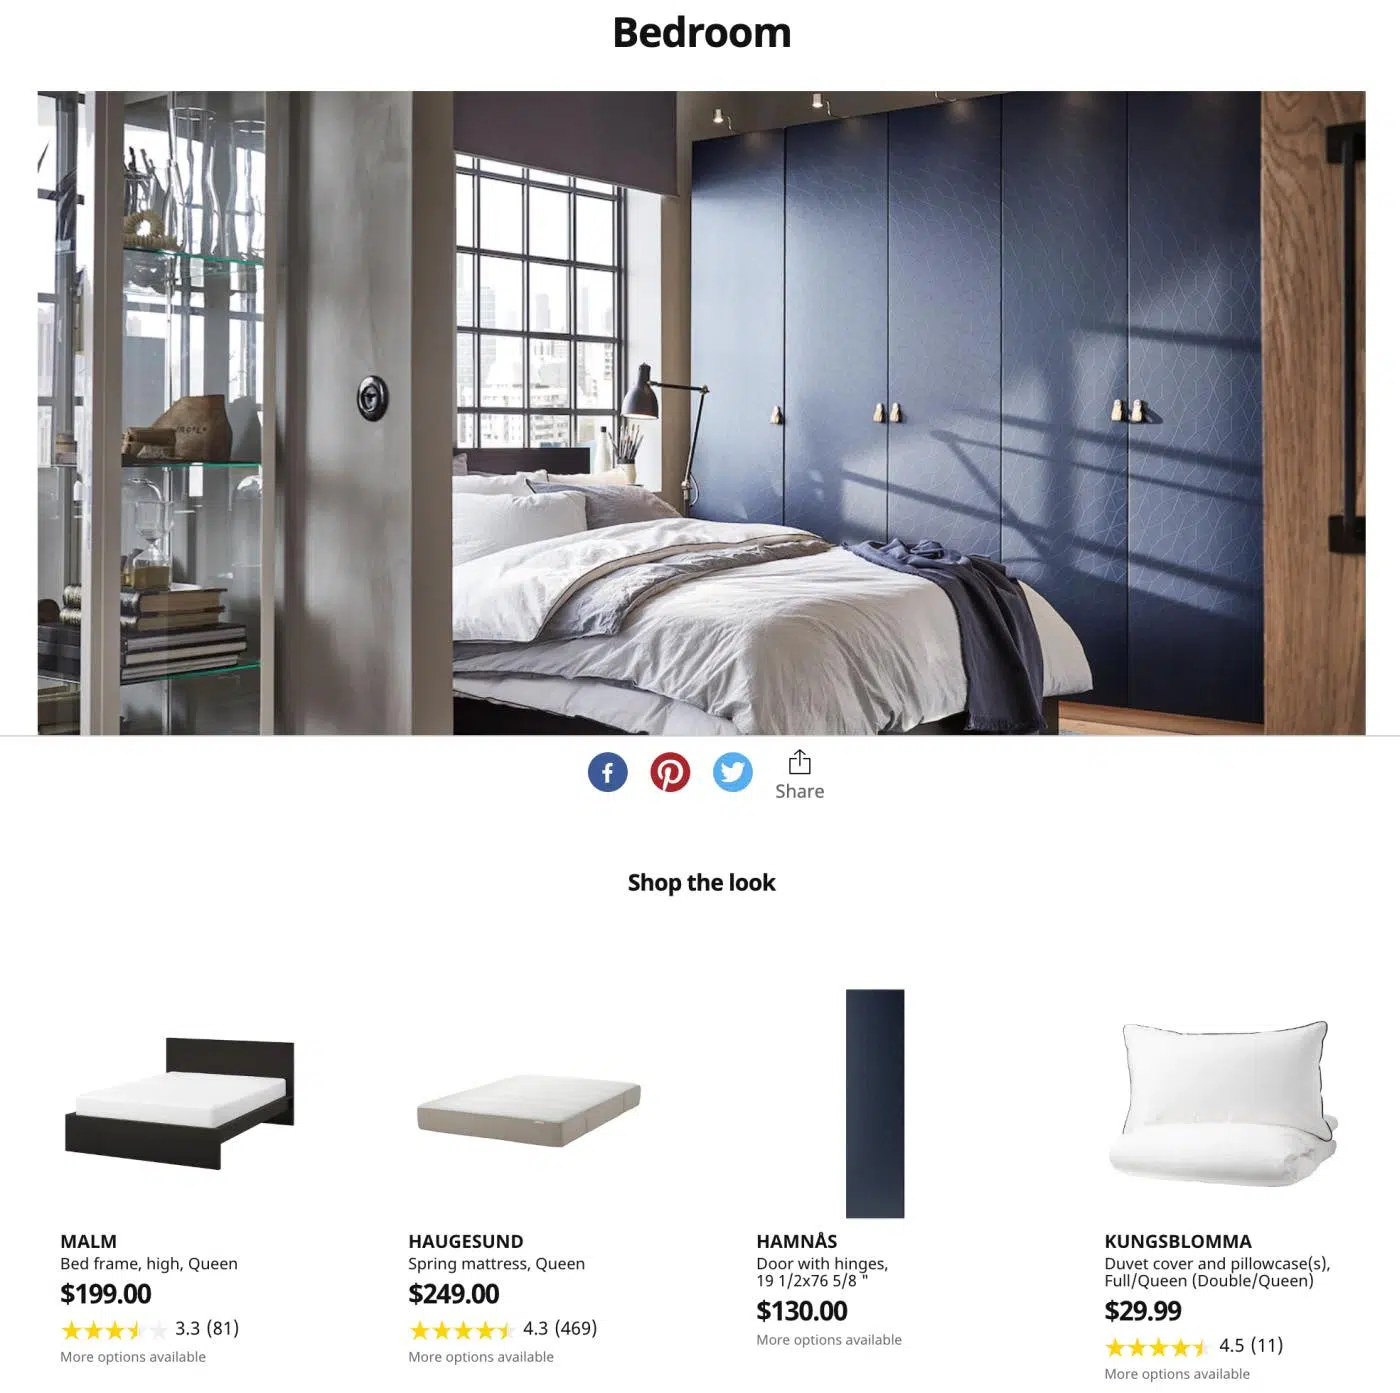 Bedroom
Share
Shop the look
MALM
Bed frame, high, Queen
$199.00
3.3 (81)
More options available
HAUGESUND
Spring mattress, Queen
$249.00
4.3 (469)
More options available
HAMNÅS
Door with hinges,
19 1/2x76 5/8 "
$130.00
More options available
KUNGSBLOMMA
Duvet cover and pillowcase(s),
Full/Queen (Double/Queen)
$29.99
4.5 (11)
More options available